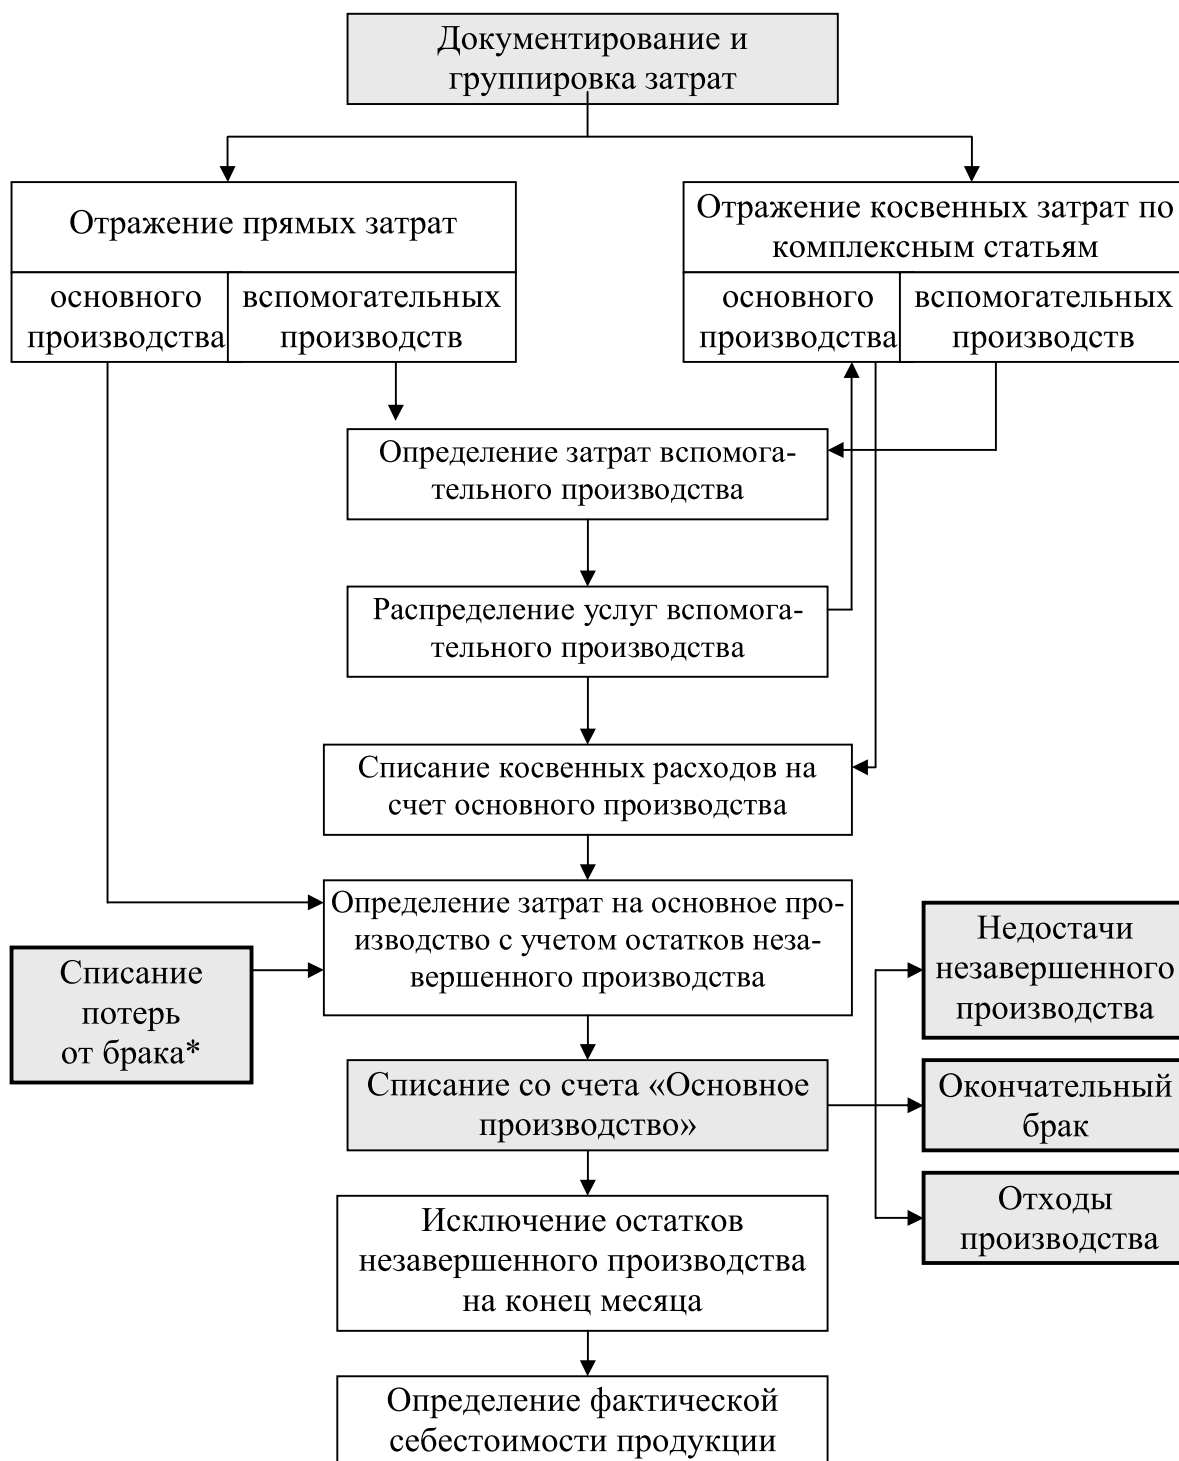 Документирование и
группировка затрат
Отражение прямых затрат
основного
производства
вспомогательных
производств
Отражение косвенных затрат по
комплексным статьям
основного
производства
вспомогательных
производств
Определение затрат вспомога-
тельного производства
Распределение услуг вспомога-
тельного производства
Списание косвенных расходов на
счет основного производства
Определение затрат на основное про-
изводство с учетом остатков неза-
вершенного производства
Списание
потерь
от брака*
Недостачи
незавершенного
производства
Списание со счета «Основное
производство»
Окончательный
брак
Отходы
производства
Исключение остатков
незавершенного производства
на конец месяца
Определение фактической
себестоимости продукции